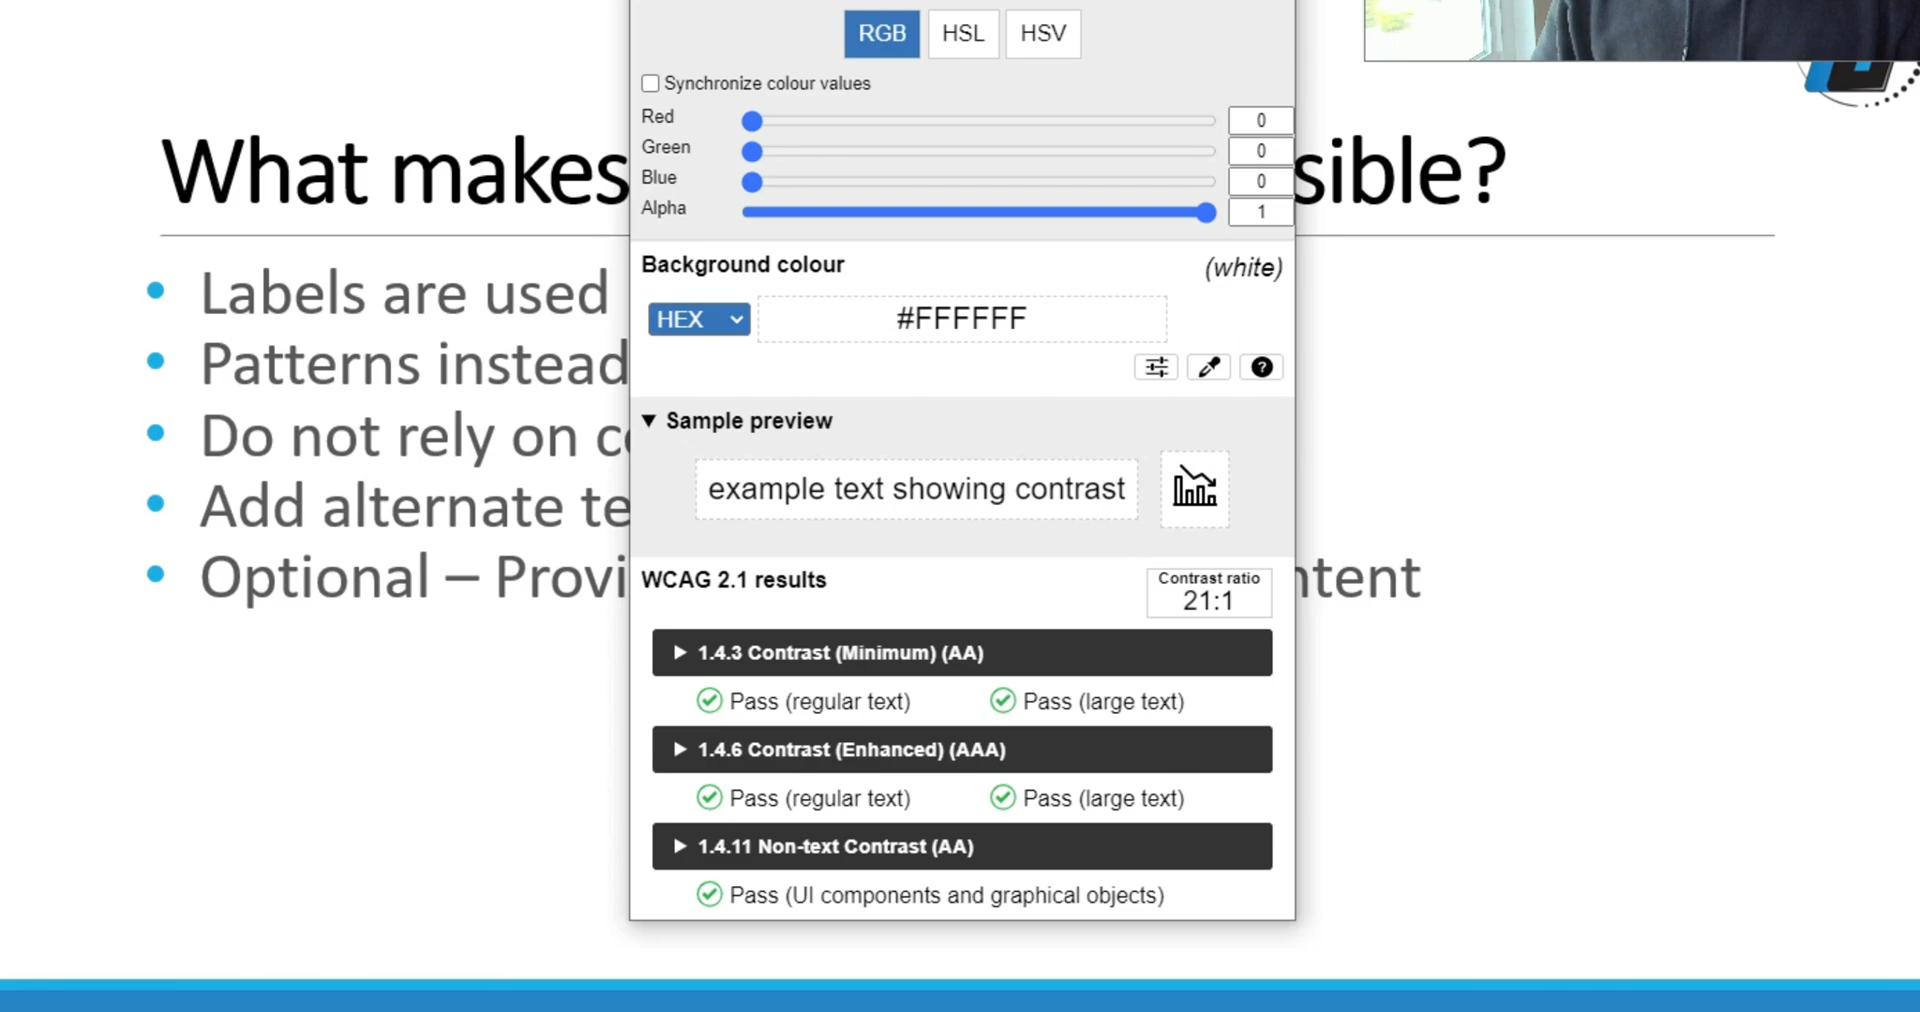 RGB HSL HSV
Synchronize colour values
Red 0
Green 0
Blue 0
Alpha 1
What makes sible?
Background colour (white)
HEX #FFFFFF
Labels are used
Patterns instead
Do not rely on c
Add alternate te
Optional – Provi ntent
Sample preview
example text showing contrast
WCAG 2.1 results
Contrast ratio
21:1
1.4.3 Contrast (Minimum) (AA)
Pass (regular text) Pass (large text)
1.4.6 Contrast (Enhanced) (AAA)
Pass (regular text) Pass (large text)
1.4.11 Non-text Contrast (AA)
Pass (UI components and graphical objects)